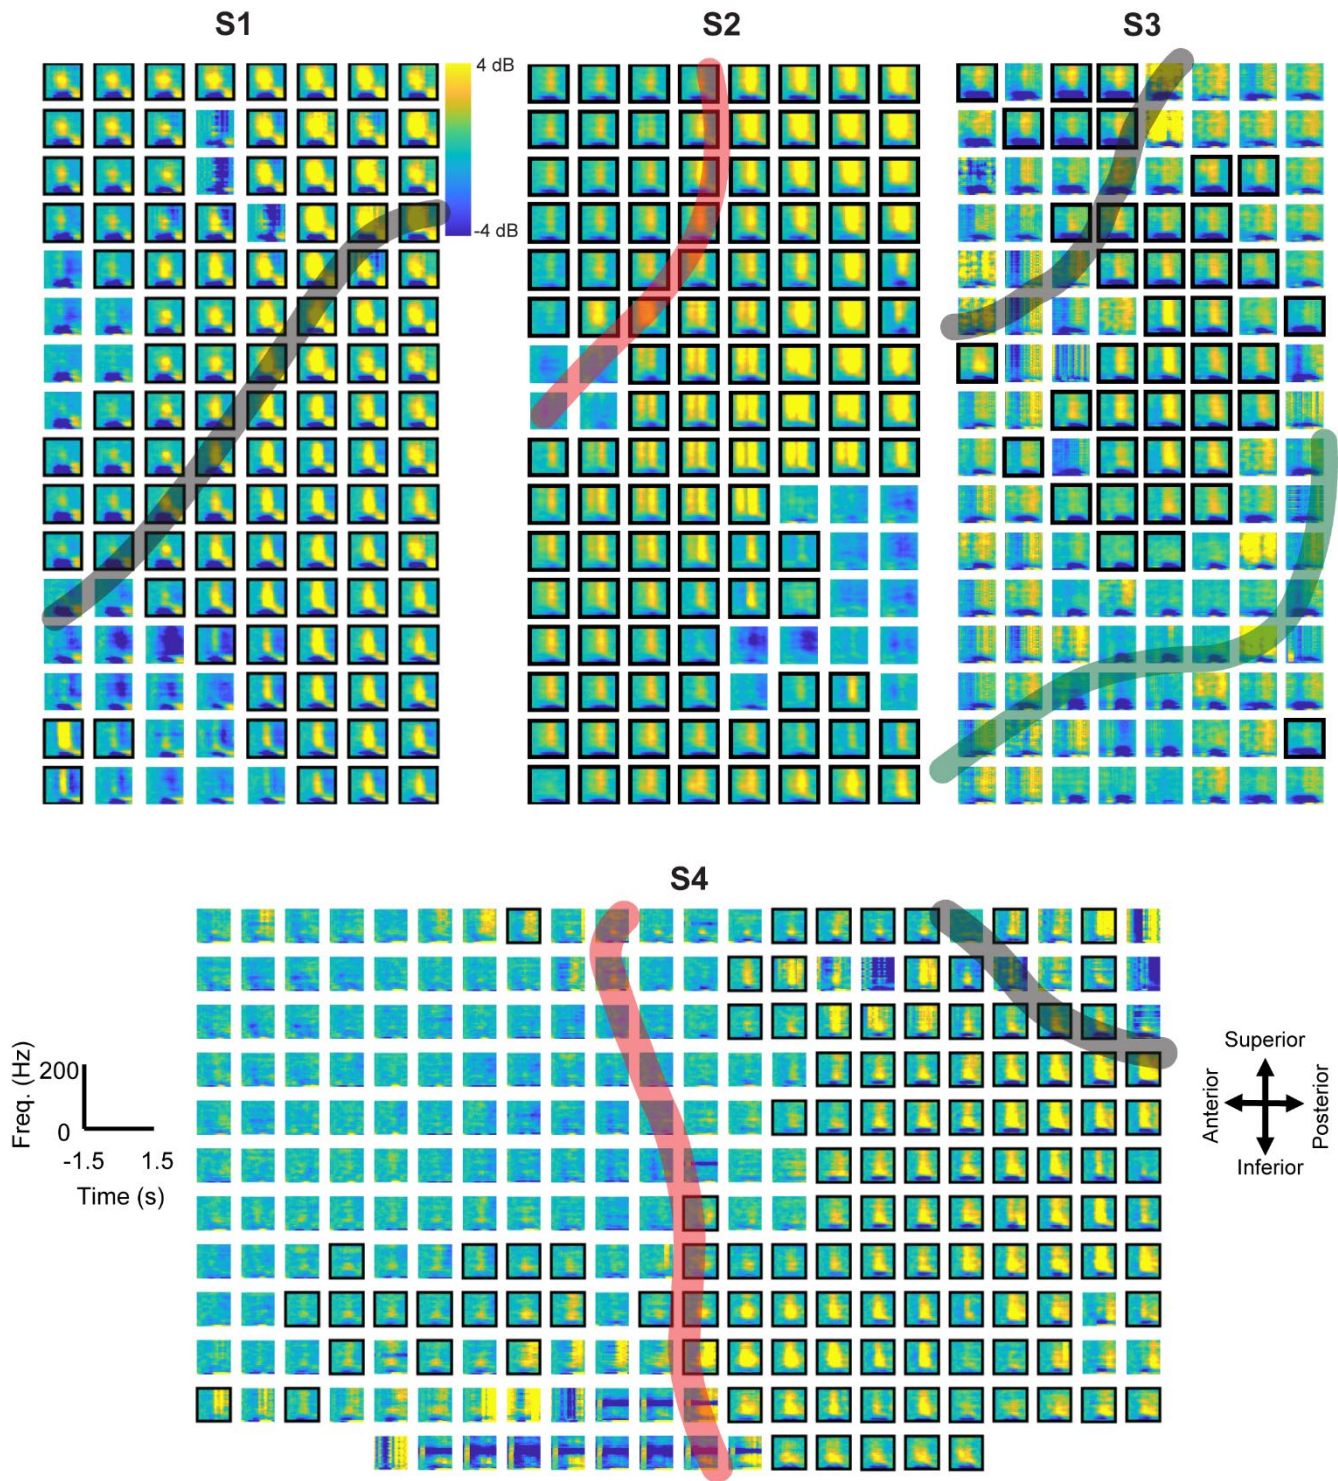 S1
S2
S3
4 dB
-4 dB
S4
Freq. (Hz)
200
0
-1.5
1.5
Time (s)
Superior
Anterior
Posterior
Inferior